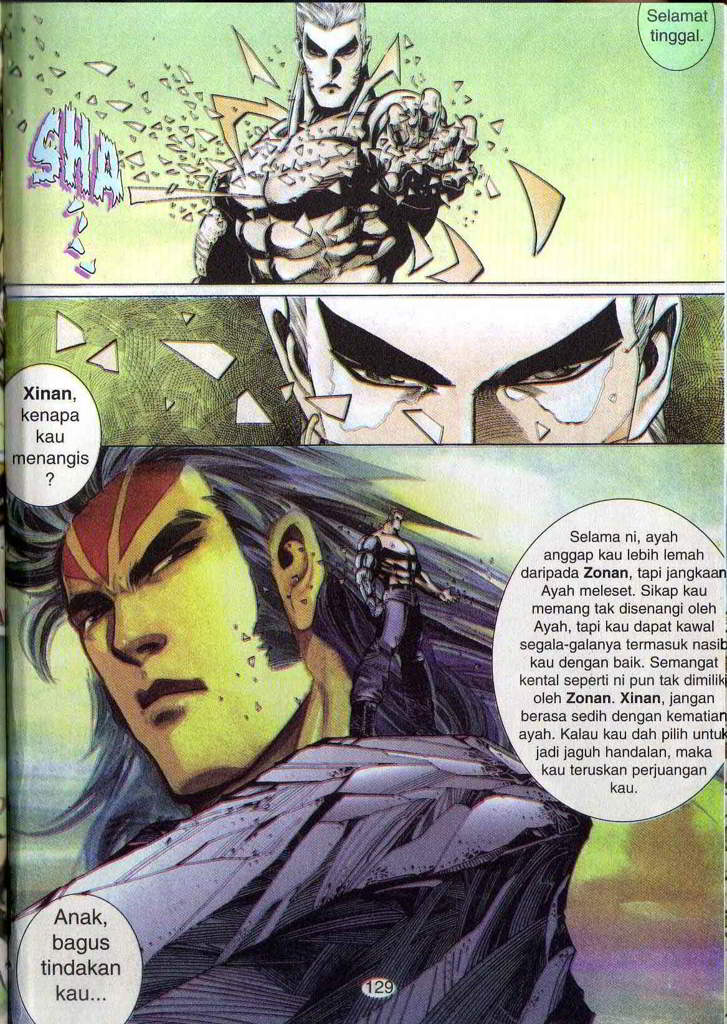 Selamat
tinggal.
SHA
Xinan,
kenapa
kau
menangis
?
Selama ni, ayah
anggap kau lebih lemah
daripada Zonan, tapi jangkaan
Ayah meleset. Sikap kau
memang tak disenangi oleh
Ayah, tapi kau dapat kawal
segala-galanya termasuk nasib
kau dengan baik. Semangat
kental seperti ni pun tak dimiliki
oleh Zonan. Xinan, jangan
berasa sedih dengan kematian
ayah. Kalau kau dah pilih untuk
jadi jaguh handalan, maka
kau teruskan perjuangan
kau.
Anak,
bagus
tindakan
kau...
129